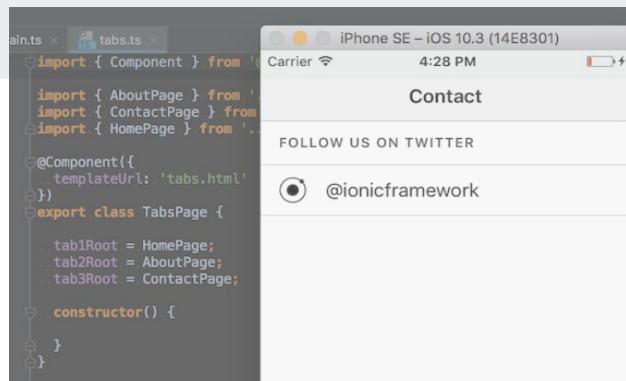 ain.ts × tabs.ts ×
import { Component } from '
import { AboutPage } from '.
import { ContactPage } from
import { HomePage } from '..
@Component({
templateUrl: 'tabs.html'
})
export class TabsPage {
tab1Root = HomePage;
tab2Root = AboutPage;
tab3Root = ContactPage;
constructor() {
}
}
iPhone SE – iOS 10.3 (14E8301)
Carrier 4:28 PM
Contact
FOLLOW US ON TWITTER
@ionicframework